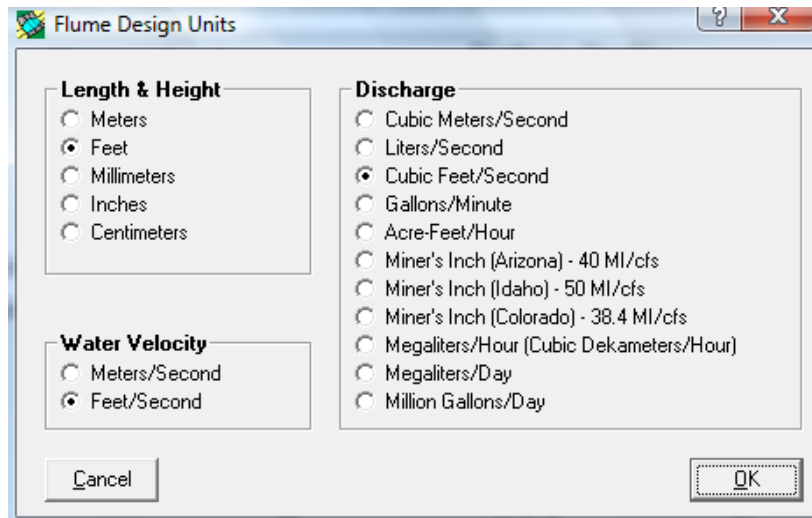 Flume Design Units
Length & Height
Meters
Feet
Millimeters
Inches
Centimeters
Water Velocity
Meters/Second
Feet/Second
Discharge
Cubic Meters/Second
Liters/Second
Cubic Feet/Second
Gallons/Minute
Acre-Feet/Hour
Miner's Inch (Arizona) - 40 MI/cfs
Miner's Inch (Idaho) - 50 MI/cfs
Miner's Inch (Colorado) - 38.4 MI/cfs
Megaliters/Hour (Cubic Dekameters/Hour)
Megaliters/Day
Million Gallons/Day
Cancel
OK